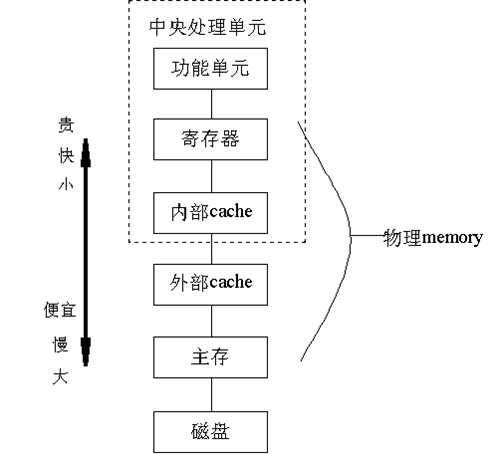 中央处理单元
功能单元
贵
快
小
寄存器
内部cache
物理memory
外部cache
便宜
慢
大
主存
磁盘